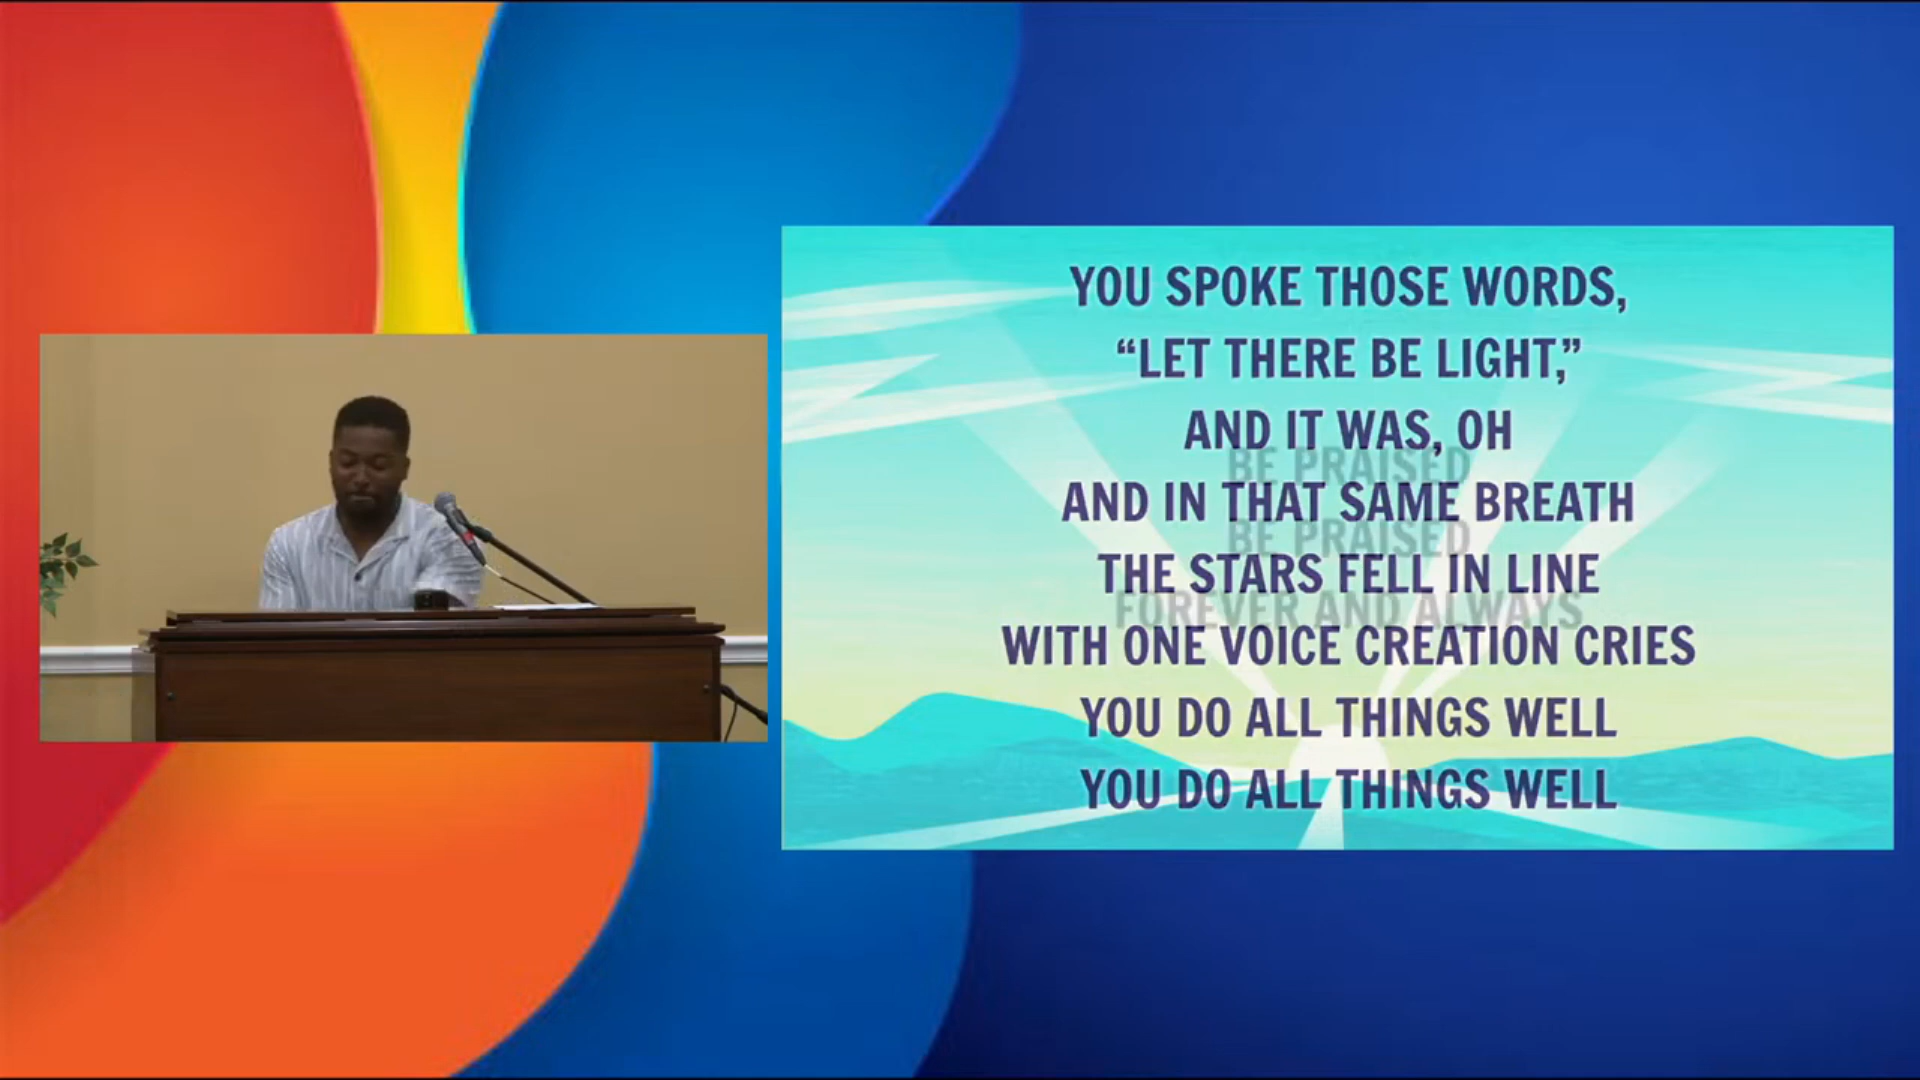 YOU SPOKE THOSE WORDS,
“LET THERE BE LIGHT,”
AND IT WAS, OH
BE PRAISED
AND IN THAT SAME BREATH
BE PRAISED
THE STARS FELL IN LINE
FOREVER AND ALWAYS
WITH ONE VOICE CREATION CRIES
YOU DO ALL THINGS WELL
YOU DO ALL THINGS WELL